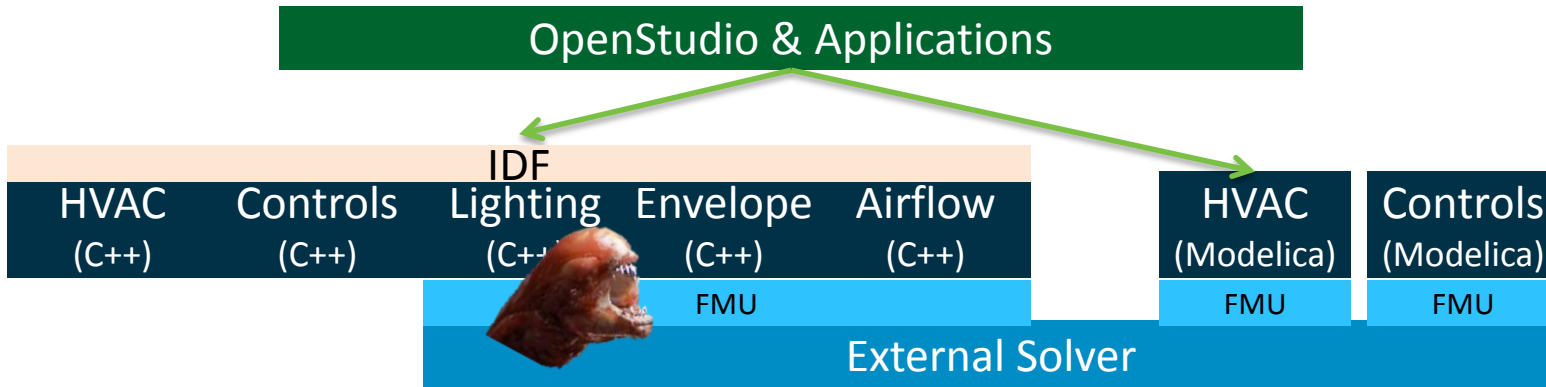 OpenStudio & Applications
IDF
HVAC Controls Lighting Envelope Airflow HVAC Controls
(C++) (C++) (C++ (C++) (C++) (Modelica) (Modelica)
FMU FMU FMU
External Solver